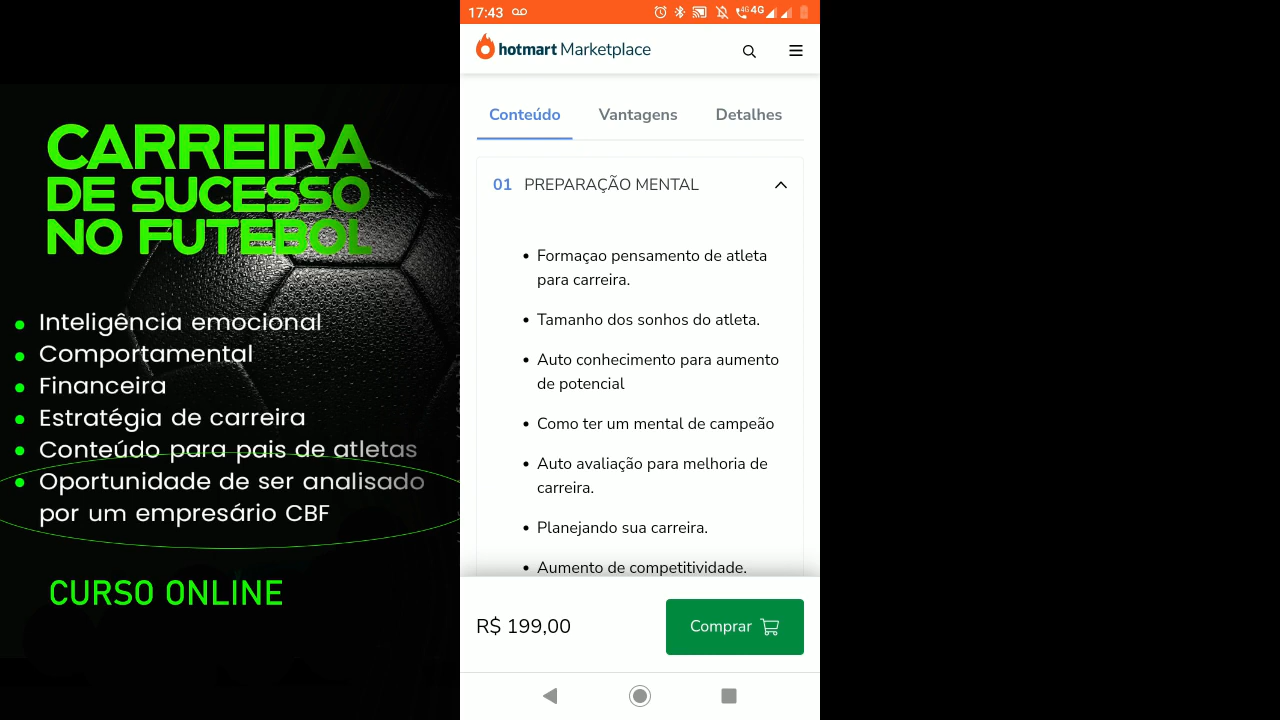 CARREIRA
DE SUCESSO
NO FUTEBOL
Inteligência emocional
Comportamental
Financeira
Estratégia de carreira
Conteúdo para pais de atletas
Oportunidade de ser analisado
por um empresário CBF
CURSO ONLINE
17:43
4G 4G
hotmart Marketplace
Conteúdo Vantagens Detalhes
01 PREPARAÇÃO MENTAL
Formaçao pensamento de atleta
para carreira.
Tamanho dos sonhos do atleta.
Auto conhecimento para aumento
de potencial
Como ter um mental de campeão
Auto avaliação para melhoria de
carreira.
Planejando sua carreira.
Aumento de competitividade.
R$ 199,00 Comprar